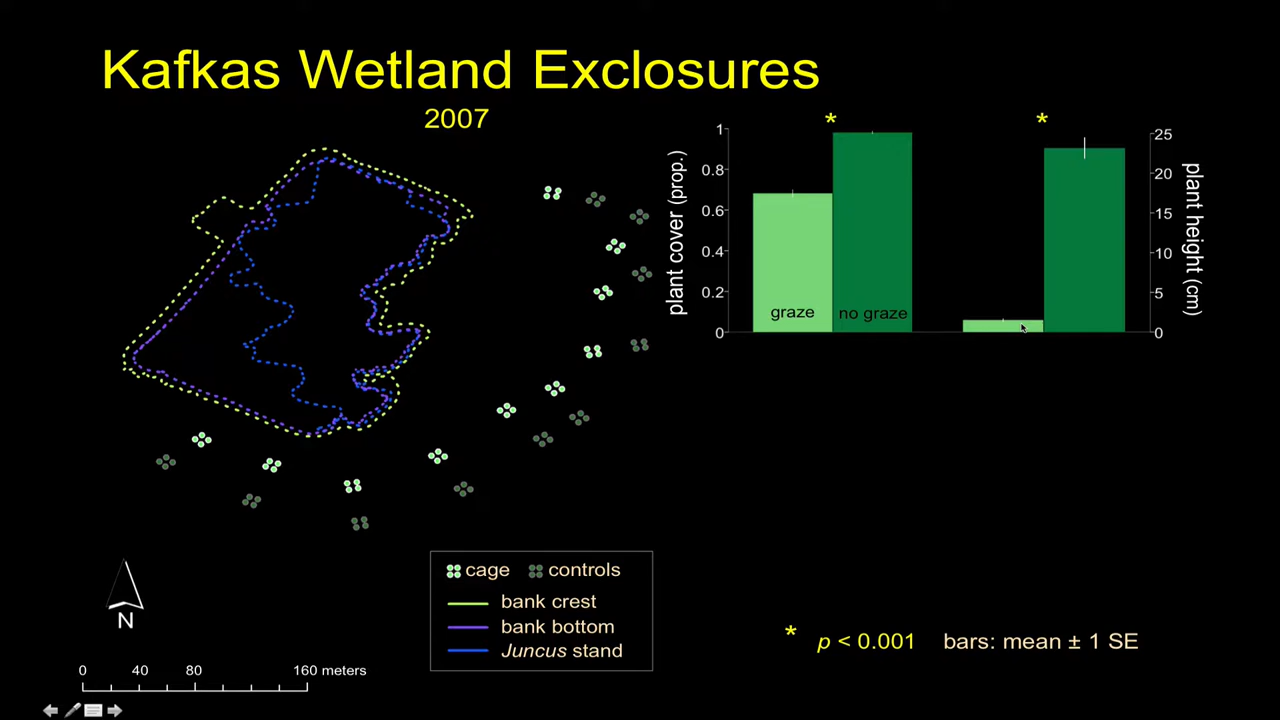 Kafkas Wetland Exclosures
2007
*
*
plant cover (prop.)
1
0.8
0.6
0.4
0.2
0
graze
no graze
25
20
15
10
5
0
plant height (cm)
cage
controls
bank crest
bank bottom
Juncus stand
N
0 40 80 160 meters
* p < 0.001 bars: mean ± 1 SE